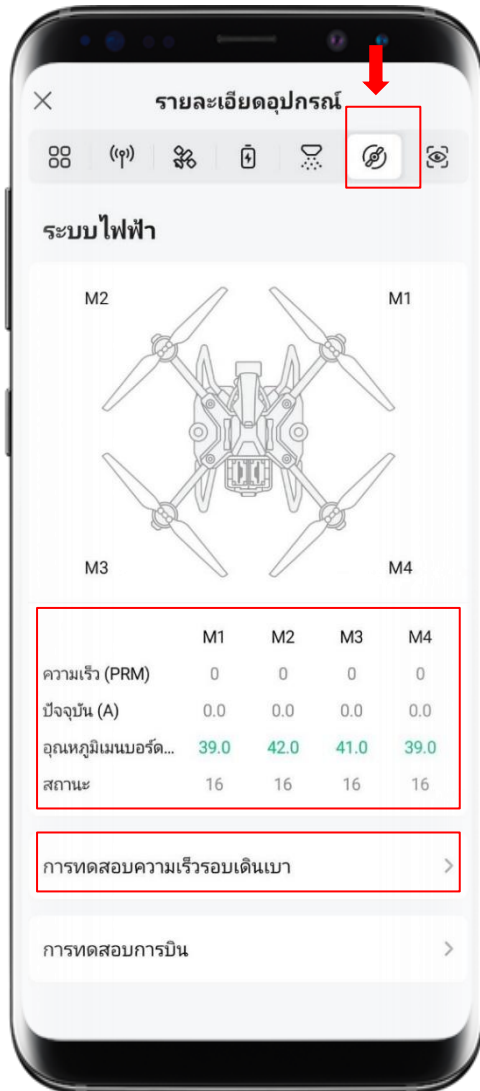 รายละเอียดอุปกรณ์
ระบบไฟฟ้า
M2 M1
M3 M4
M1 M2 M3 M4
ความเร็ว (PRM) 0 0 0 0
ปัจจุบัน (A) 0.0 0.0 0.0 0.0
อุณหภูมิเมนบอร์ด... 39.0 42.0 41.0 39.0
สถานะ 16 16 16 16
การทดสอบความเร็วรอบเดินเบา
การทดสอบการบิน